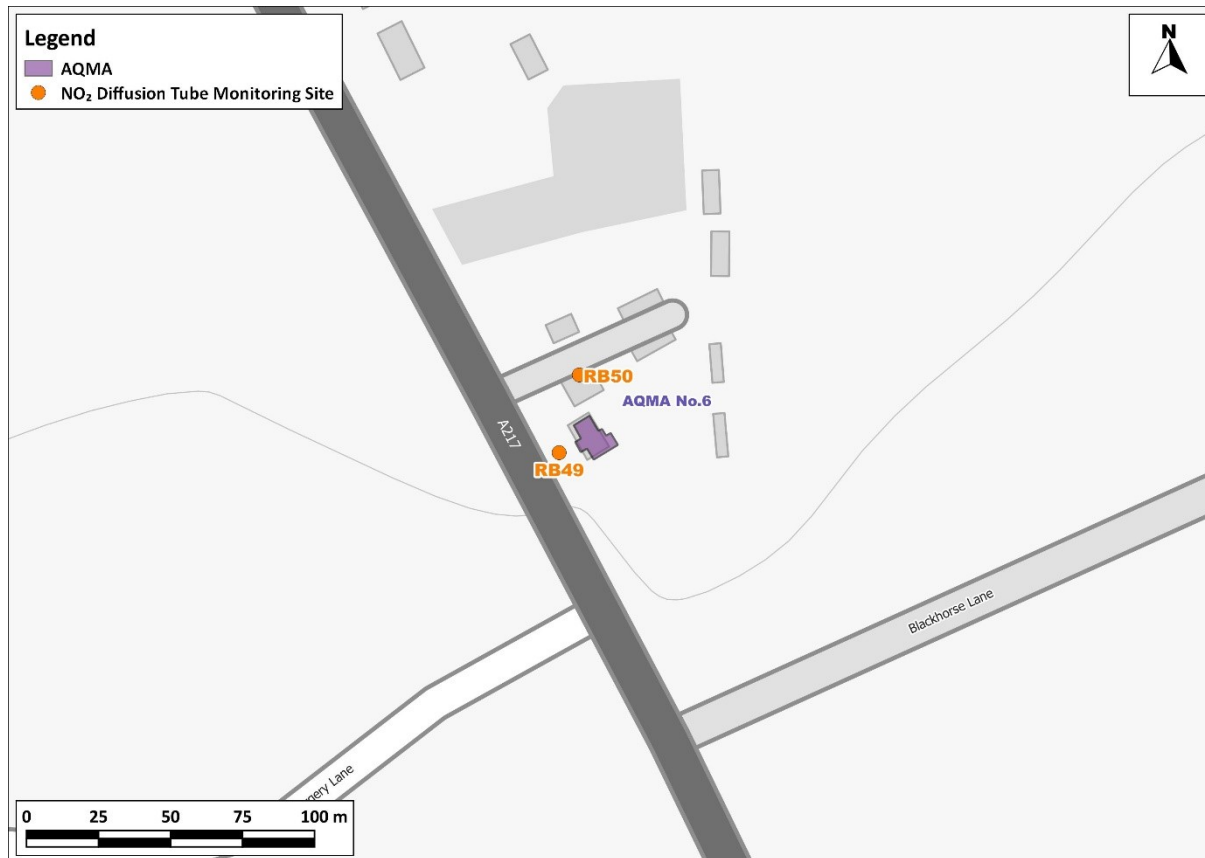 Legend
AQMA
NO₂ Diffusion Tube Monitoring Site
N
RB50
AQMA No.6
A217
RB49
Blackhorse Lane
Lane
0 25 50 75 100 m